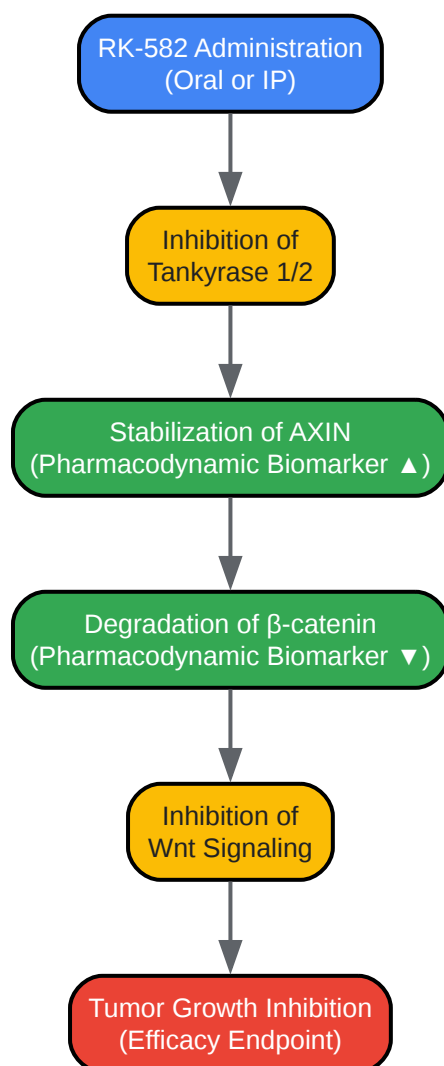 RK-582 Administration
(Oral or IP)
Inhibition of
Tankyrase 1/2
Stabilization of AXIN
(Pharmacodynamic Biomarker ▲)
Degradation of β-catenin
(Pharmacodynamic Biomarker ▼)
Inhibition of
Wnt Signaling
Tumor Growth Inhibition
(Efficacy Endpoint)